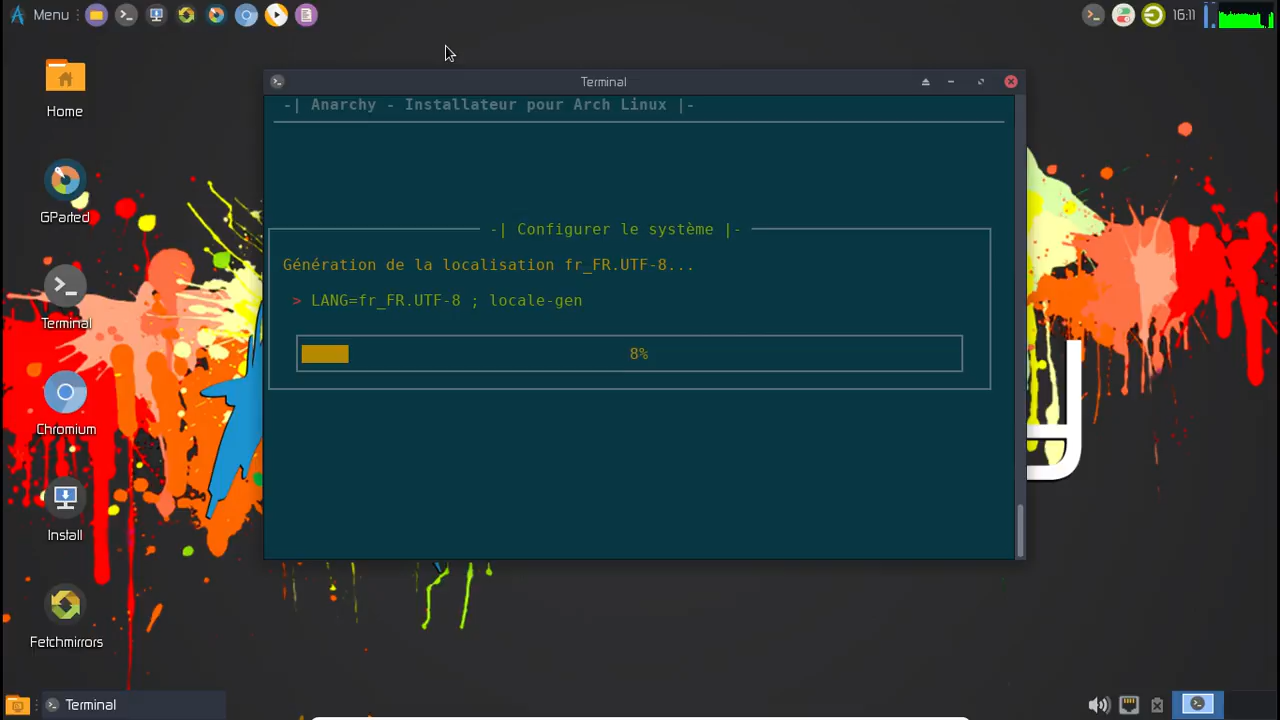 Menu
16:11
Home
GParted
Terminal
Chromium
Install
Fetchmirrors
Terminal
-| Anarchy - Installateur pour Arch Linux |-
-| Configurer le système |-
Génération de la localisation fr_FR.UTF-8...
> LANG=fr_FR.UTF-8 ; locale-gen
8%
Terminal